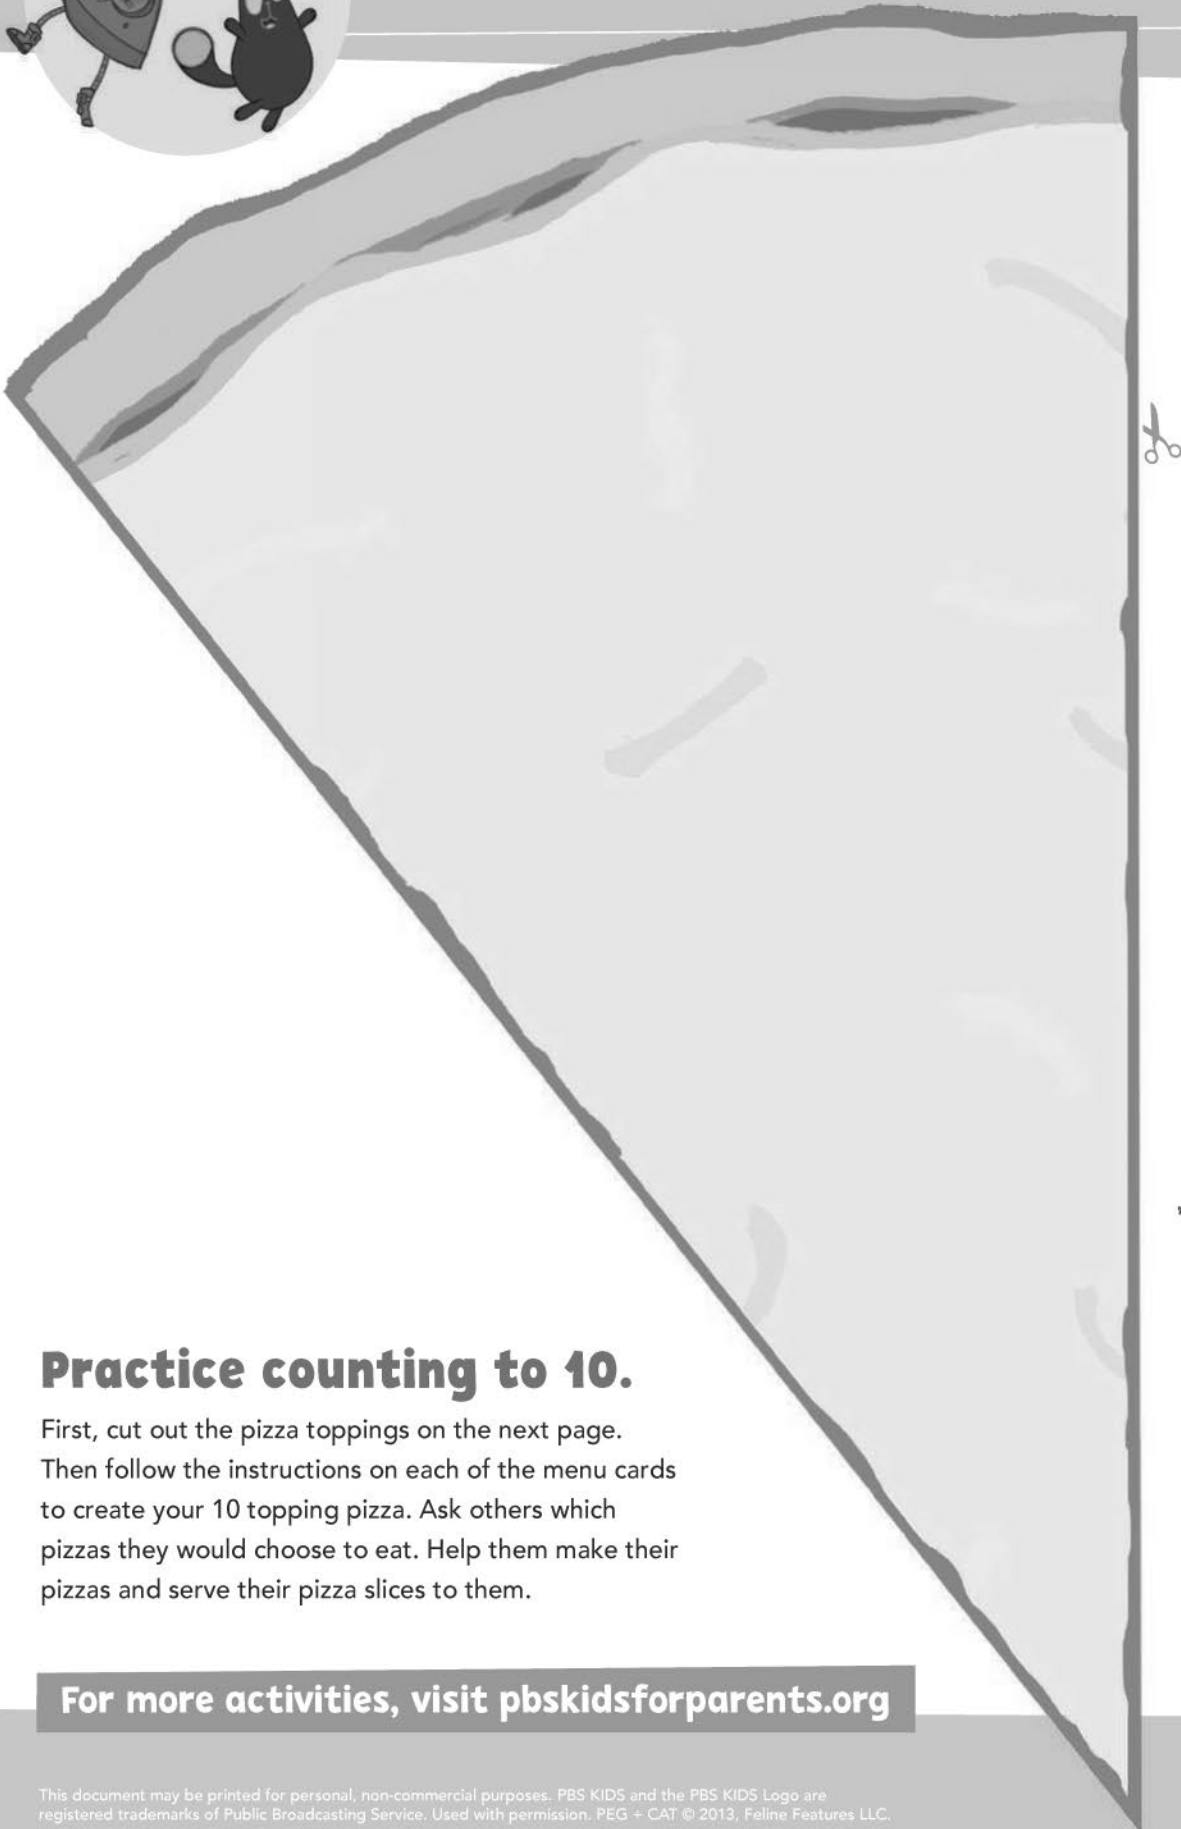 Practice counting to 10.
First, cut out the pizza toppings on the next page.
Then follow the instructions on each of the menu cards
to create your 10 topping pizza. Ask others which
pizzas they would choose to eat. Help them make their
pizzas and serve their pizza slices to them.
For more activities, visit pbskidsforparents.org
This document may be printed for personal, non-commercial purposes. PBS KIDS and the PBS KIDS Logo are
registered trademarks of Public Broadcasting Service. Used with permission. PEG + CAT © 2013, Feline Features LLC.